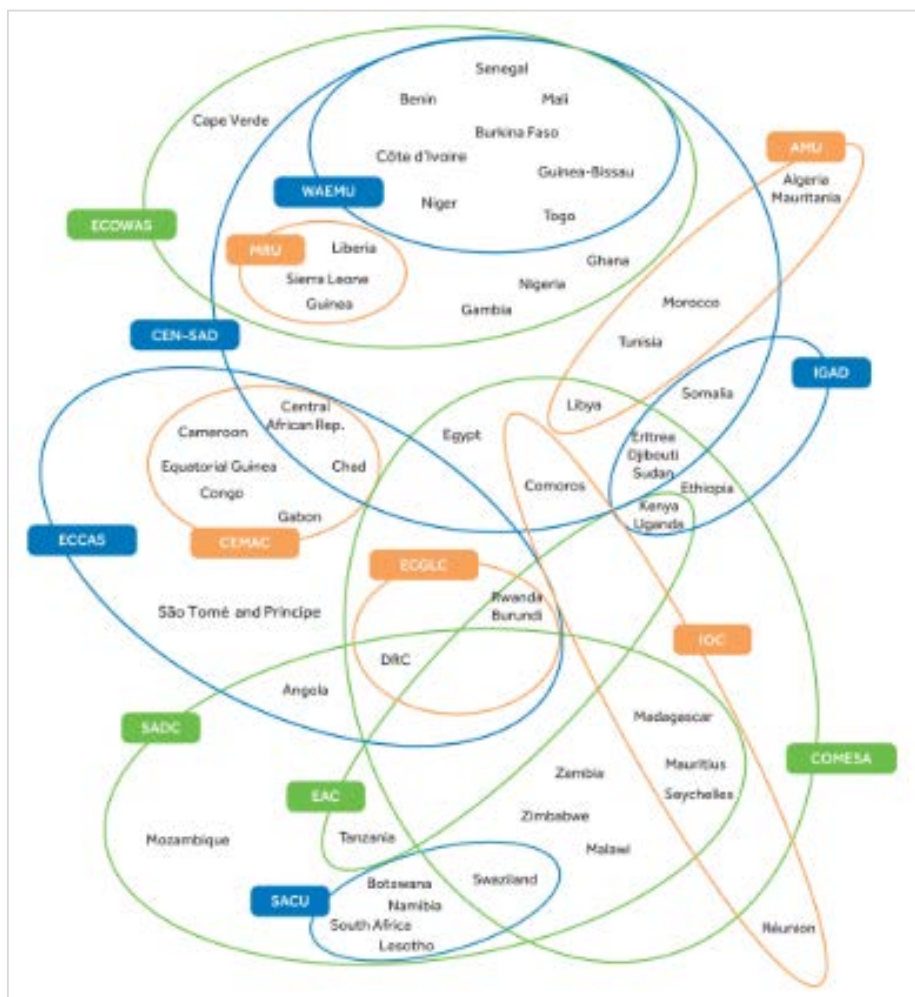 Senegal
Benin
Mali
Cape Verde
Burkina Faso
AMU
Côte d'Ivoire
Guinea-Bissau
Algeria
Mauritania
WAEMU
Niger
Togo
ECOWAS
MRU
Liberia
Ghana
Sierra Leone
Nigeria
Guinea
Gambia
Morocco
CEN-SAD
Tunisia
IGAD
Somalia
Central
African Rep.
Libya
Cameroon
Egypt
Eritrea
Djibouti
Sudan
Equatorial Guinea
Chad
Comoros
Ethiopia
Congo
Kenya
Uganda
Gabon
ECCAS
CEMAC
ECGLC
Rwanda
Burundi
São Tomé and Principe
IOC
DRC
Angola
SADC
Madagascar
COMESA
Mauritius
Zambia
Seychelles
EAC
Zimbabwe
Mozambique
Tanzania
Malawi
Swaziland
Botswana
SACU
Namibia
South Africa
Lesotho
Réunion